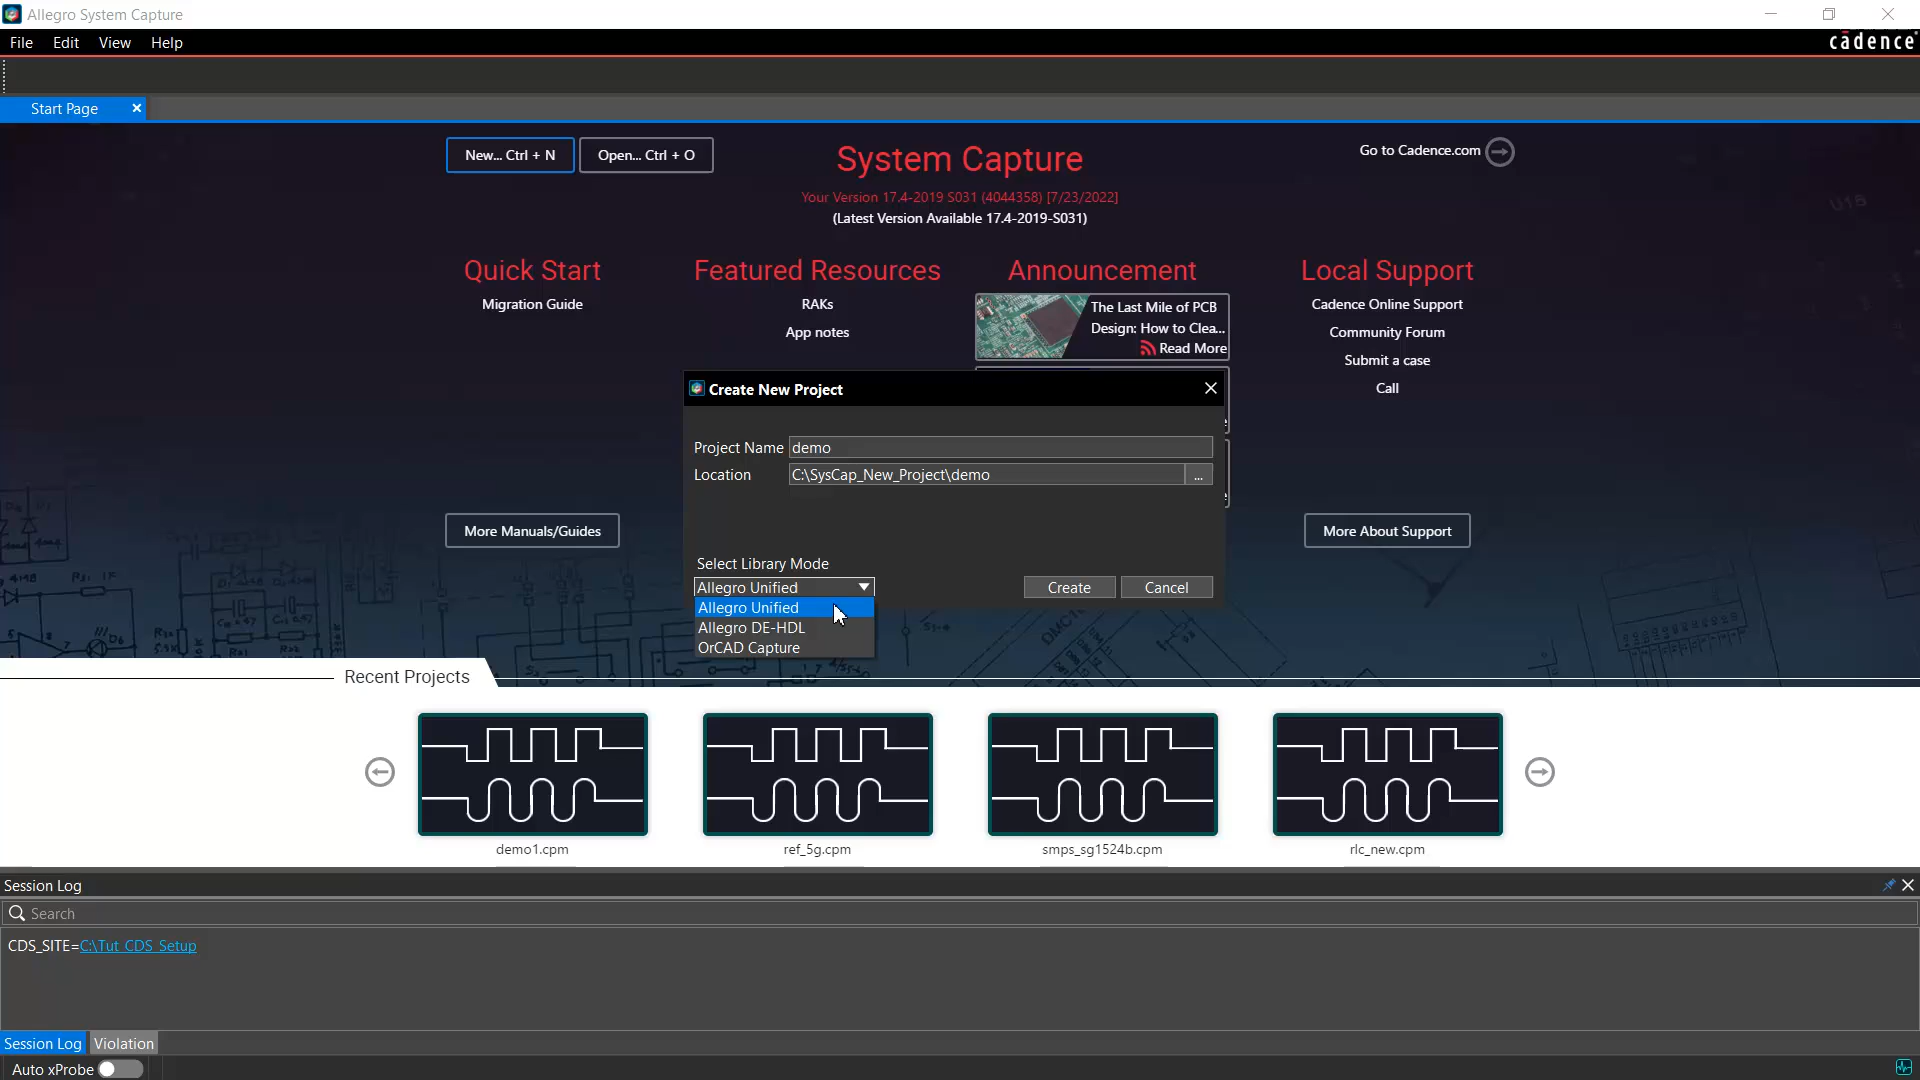 Allegro System Capture
File Edit View Help
cādence
Start Page
New... Ctrl + N
Open... Ctrl + O
System Capture
Go to Cadence.com
Your Version 17.4-2019 S031 (4044358) [7/23/2022]
(Latest Version Available 17.4-2019-S031)
U16
Quick Start
Migration Guide
Featured Resources
RAKs
App notes
Announcement
The Last Mile of PCB
Design: How to Clea...
Read More
Local Support
Cadence Online Support
Community Forum
Submit a case
Call
Create New Project
Project Name demo
Location C:\SysCap_New_Project\demo ...
Select Library Mode
Allegro Unified
Create Cancel
Allegro Unified
Allegro DE-HDL
OrCAD Capture
More Manuals/Guides
More About Support
Recent Projects
demo1.cpm
ref_5g.cpm
smps_sg1524b.cpm
rlc_new.cpm
Session Log
Search
CDS_SITE=C:\Tut_CDS_Setup
Session Log Violation
Auto xProbe